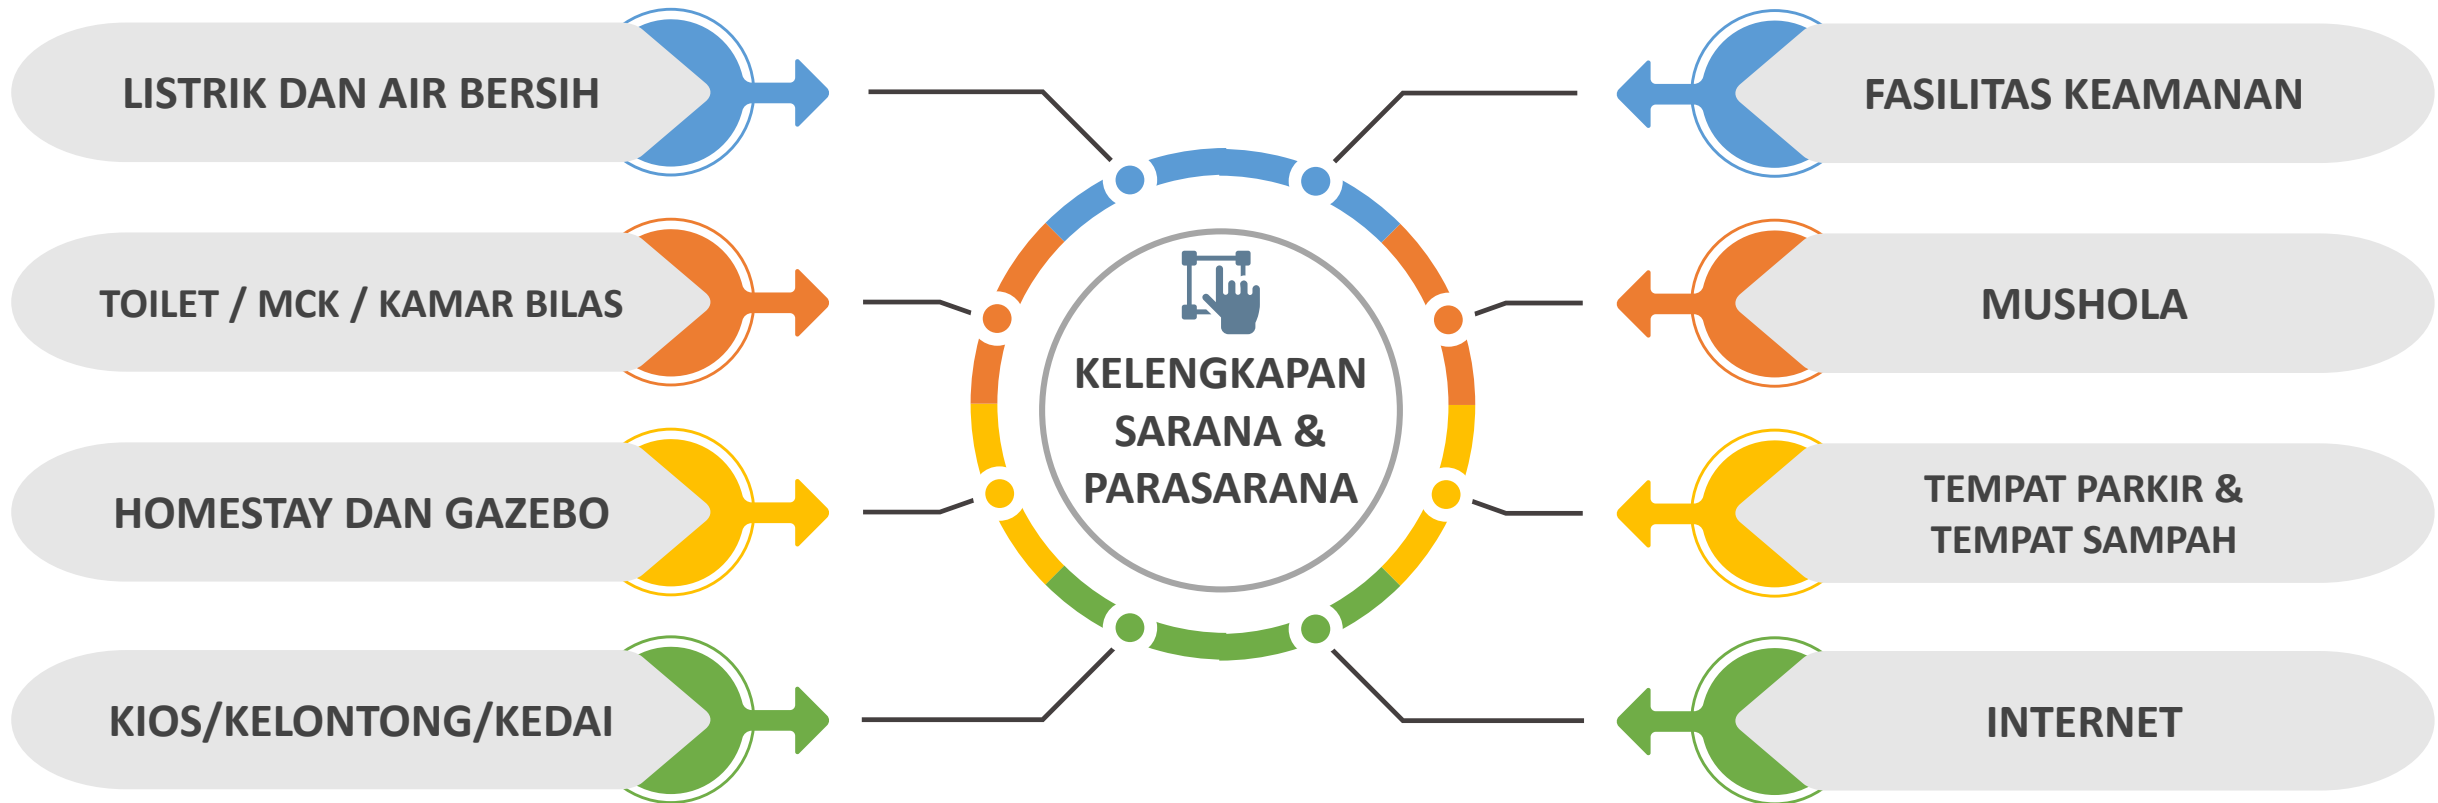 LISTRIK DAN AIR BERSIH
TOILET / MCK / KAMAR BILAS
HOMESTAY DAN GAZEBO
KIOS/KELONTONG/KEDAI
KELENGKAPAN
SARANA &
PARASARANA
FASILITAS KEAMANAN
MUSHOLA
TEMPAT PARKIR &
TEMPAT SAMPAH
INTERNET